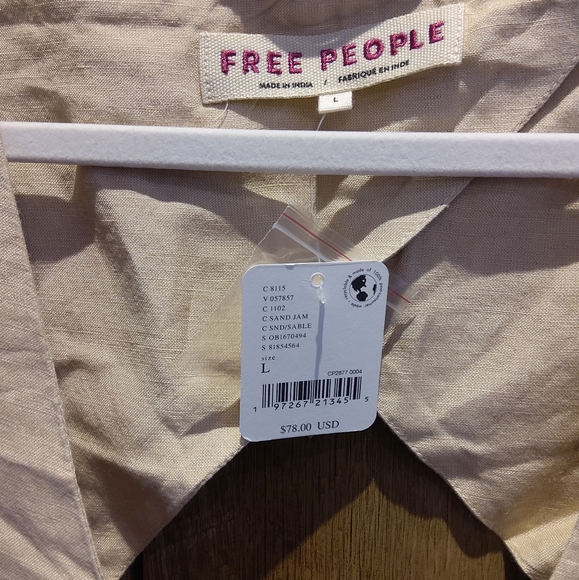 FREE PEOPLE
MADE IN INDIA / FABRIQUÉ EN INDE
L
C 8115
V 057857
C 1102
C SAND JAM
C SND/SABLE
S OB1670494
S 81854564
size
L
CP2877 0004
1 97267 21345 5
$78.00 USD